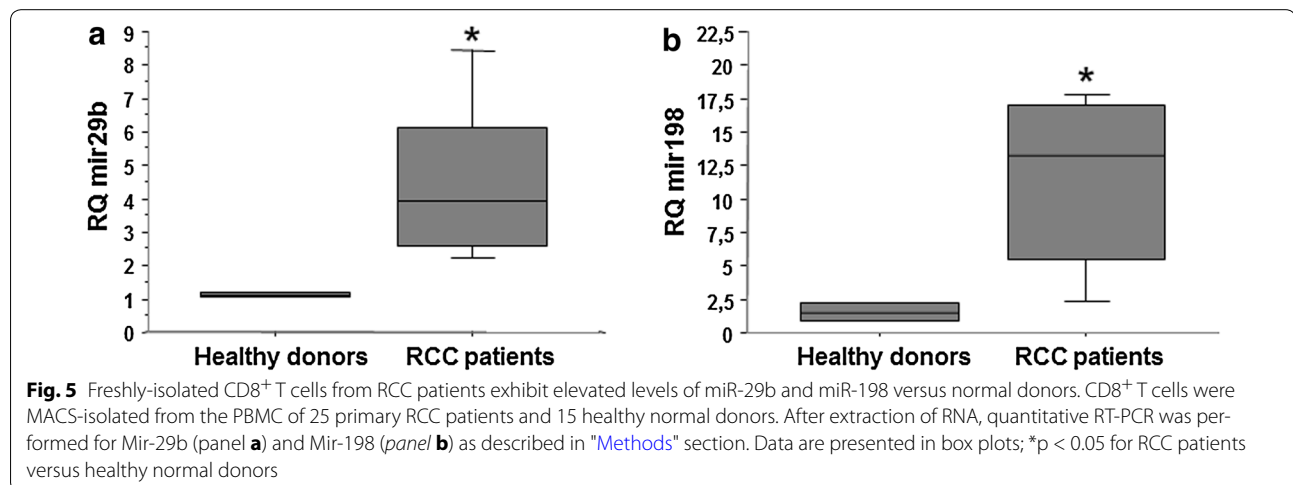 a
*
9
8
7
6
5
4
3
2
1
0
RQ mir29b
Healthy donors RCC patients
b
*
22,5
20
17,5
15
12,5
10
7,5
5
2,5
0
RQ mir198
Healthy donors RCC patients
Fig. 5 Freshly-isolated CD8⁺ T cells from RCC patients exhibit elevated levels of miR-29b and miR-198 versus normal donors. CD8⁺ T cells were
MACS-isolated from the PBMC of 25 primary RCC patients and 15 healthy normal donors. After extraction of RNA, quantitative RT-PCR was per-
formed for Mir-29b (panel a) and Mir-198 (panel b) as described in "Methods" section. Data are presented in box plots; *p < 0.05 for RCC patients
versus healthy normal donors